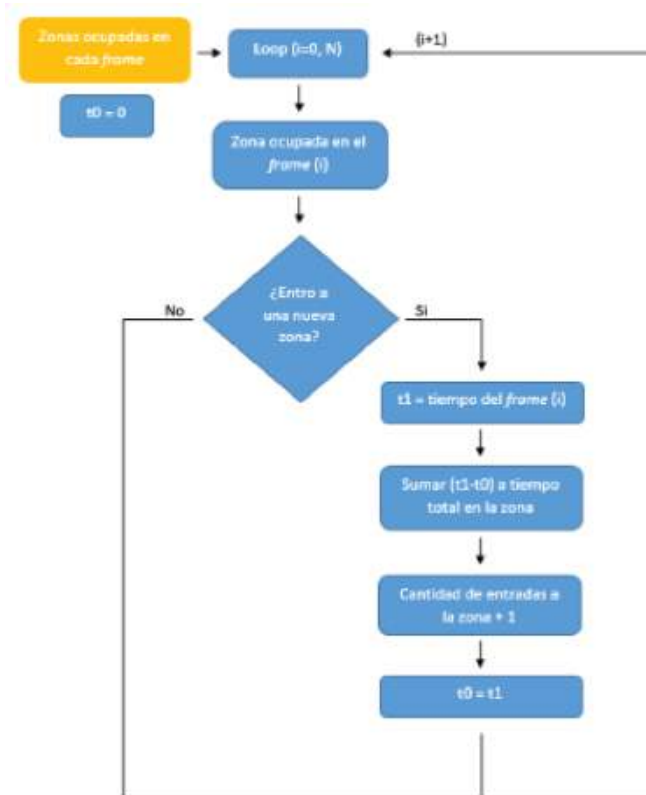 Zonas ocupadas en
cada frame
Loop (i=0, N)
(i+1)
t0 = 0
Zona ocupada en el
frame (i)
¿Entro a
una nueva
zona?
No
Si
t1 = tiempo del frame (i)
Sumar (t1-t0) a tiempo
total en la zona
Cantidad de entradas a
la zona + 1
t0 = t1